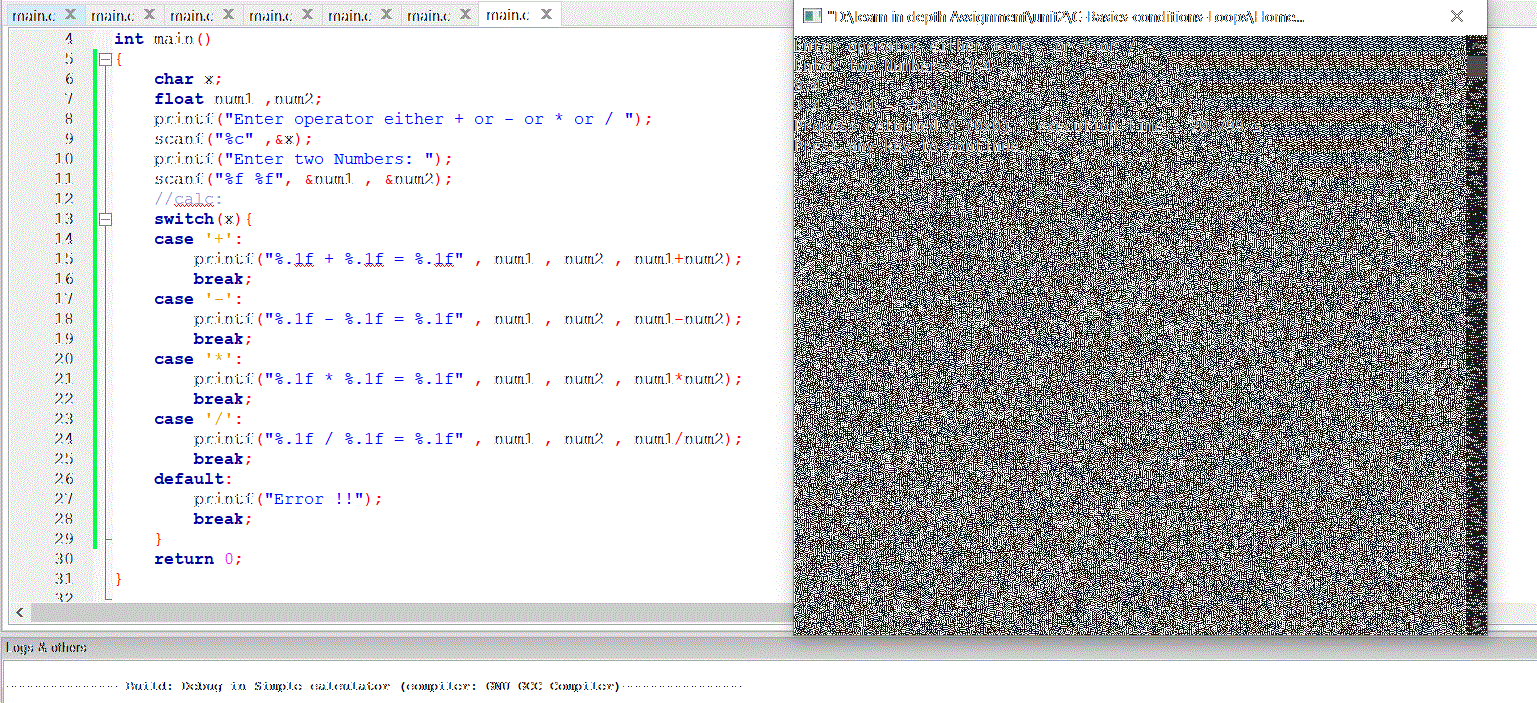 main.c main.c main.c main.c main.c main.c main.c
"D:\learn in depth Assignment\unit2\C Basics conditions Loops\Home...
4 int main()
5 {
6 char x;
7 float num1 ,num2;
8 printf("Enter operator either + or - or * or / ");
9 scanf("%c" ,&x);
10 printf("Enter two Numbers: ");
11 scanf("%f %f", &num1 , &num2);
12 //calc:
13 switch(x){
14 case '+':
15 printf("%.1f + %.1f = %.1f" , num1 , num2 , num1+num2);
16 break;
17 case '-':
18 printf("%.1f - %.1f = %.1f" , num1 , num2 , num1-num2);
19 break;
20 case '*':
21 printf("%.1f * %.1f = %.1f" , num1 , num2 , num1*num2);
22 break;
23 case '/':
24 printf("%.1f / %.1f = %.1f" , num1 , num2 , num1/num2);
25 break;
26 default:
27 printf("Error !!");
28 break;
29 }
30 return 0;
31 }
32
Logs & others
Build: Debug in Simple calculator (compiler: GNU GCC Compiler)